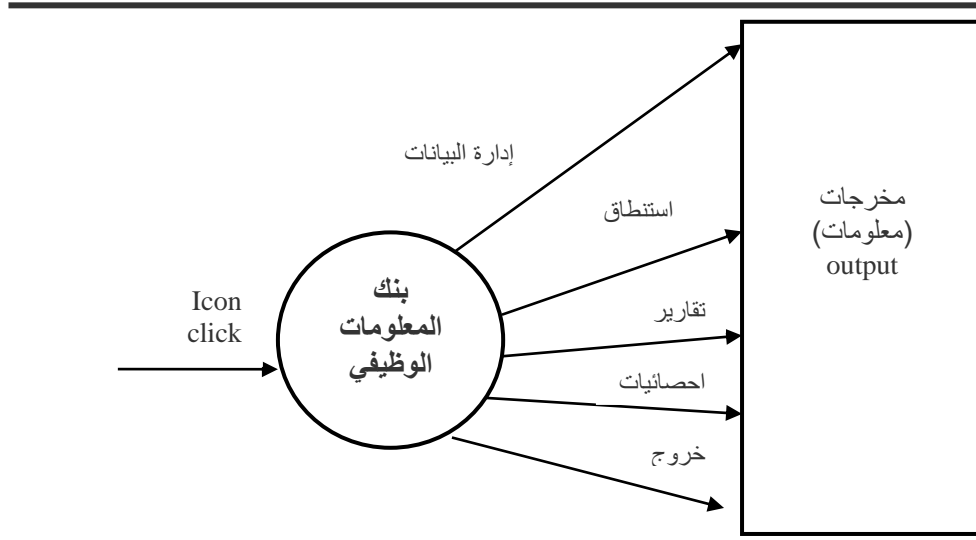 إدارة البيانات
استنطاق
مخرجات
(معلومات)
output
Icon
click
بنك
المعلومات
الوظيفي
تقارير
احصائيات
خروج